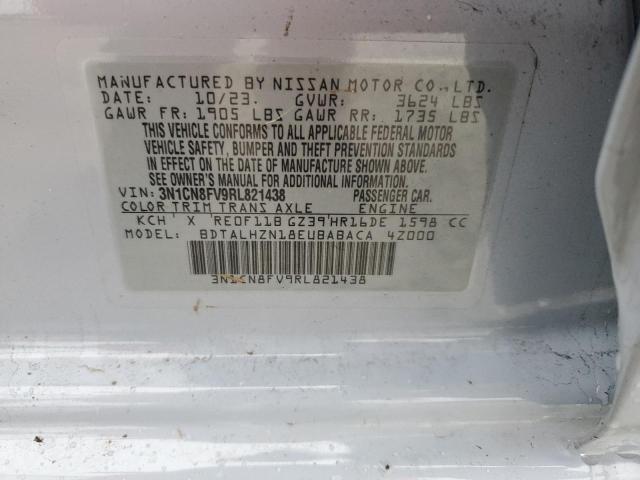 MANUFACTURED BY NISSAN MOTOR CO., LTD.
DATE: 10/23. GVWR: 3624 LBS
GAWR FR: 1905 LBS GAWR RR: 1735 LBS
THIS VEHICLE CONFORMS TO ALL APPLICABLE FEDERAL MOTOR
VEHICLE SAFETY, BUMPER AND THEFT PREVENTION STANDARDS
IN EFFECT ON THE DATE OF MANUFACTURE SHOWN ABOVE.
SEE OWNER'S MANUAL FOR ADDITIONAL INFORMATION.
VIN: 3N1CN8FV9RL821438 PASSENGER CAR.
COLOR TRIM TRANS AXLE ENGINE
KCH ' X 'RE0F11B GZ39'HR16DE 1598 CC
MODEL: BDTALHZN18EUBABACA 4Z000
3N1CN8FV9RL821438